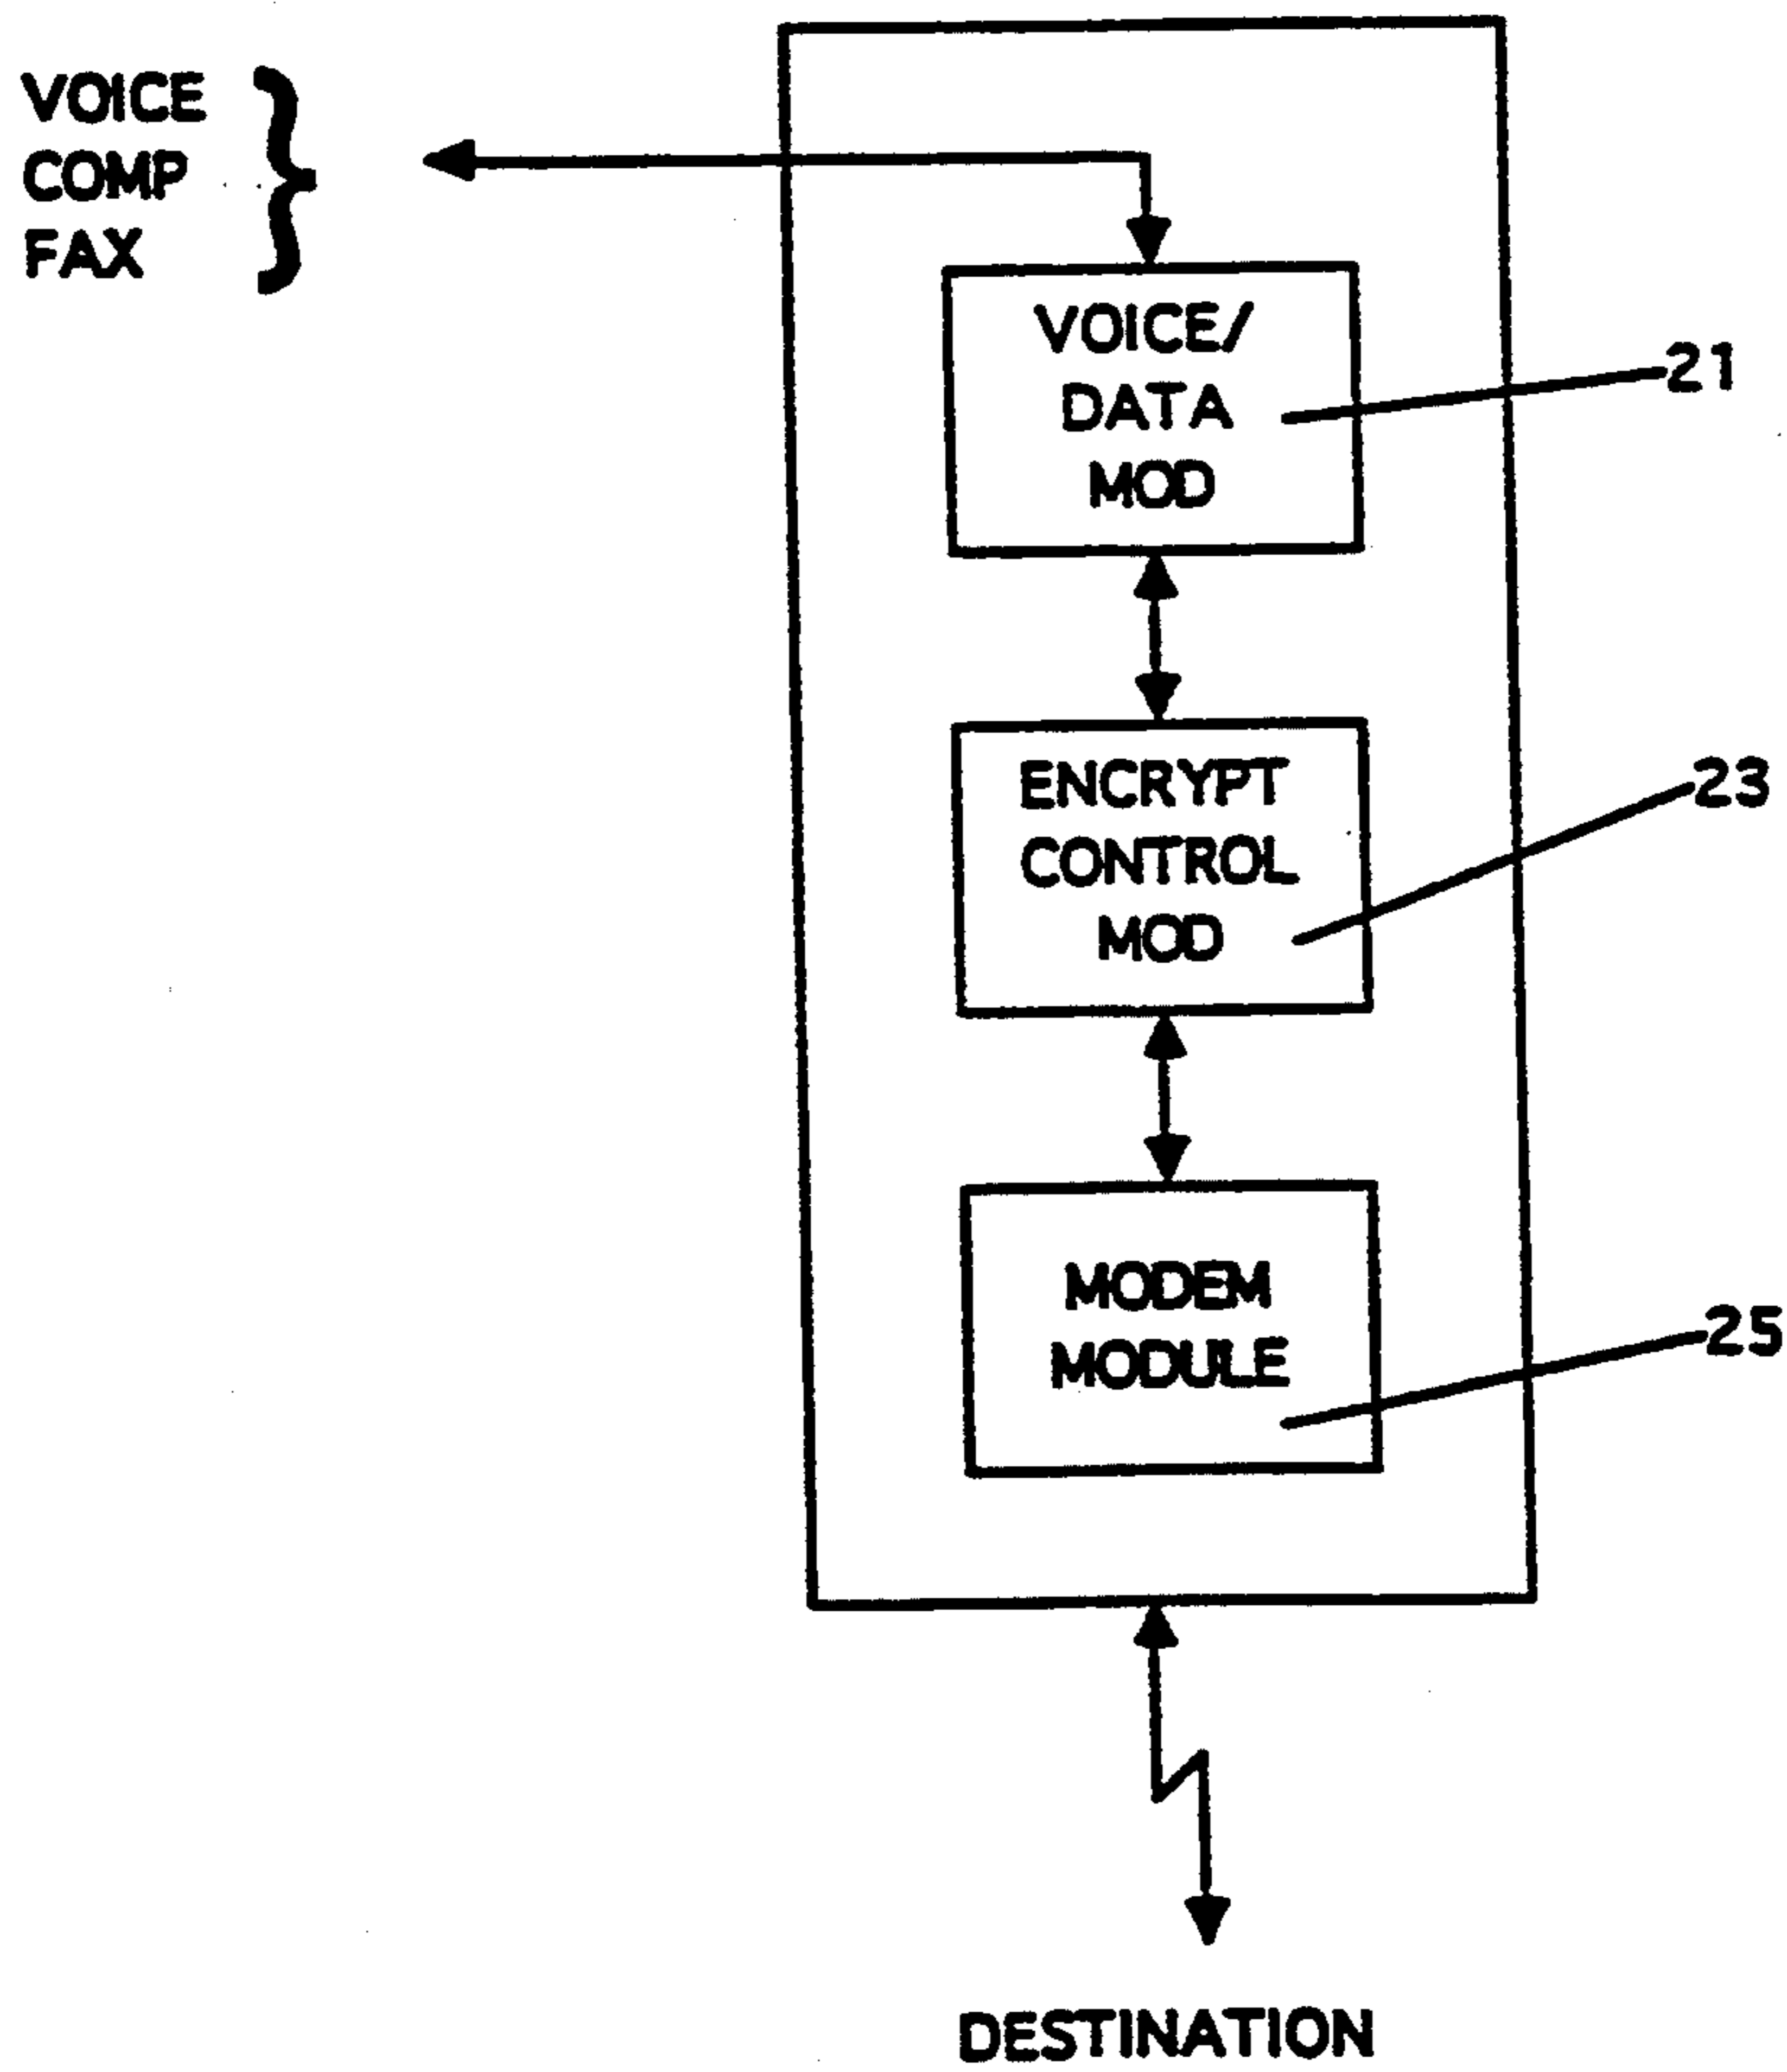 VOICE
COMP
FAX
VOICE/
DATA
MOD
21
ENCRYPT
CONTROL
MOD
23
MODEM
MODULE
25
DESTINATION